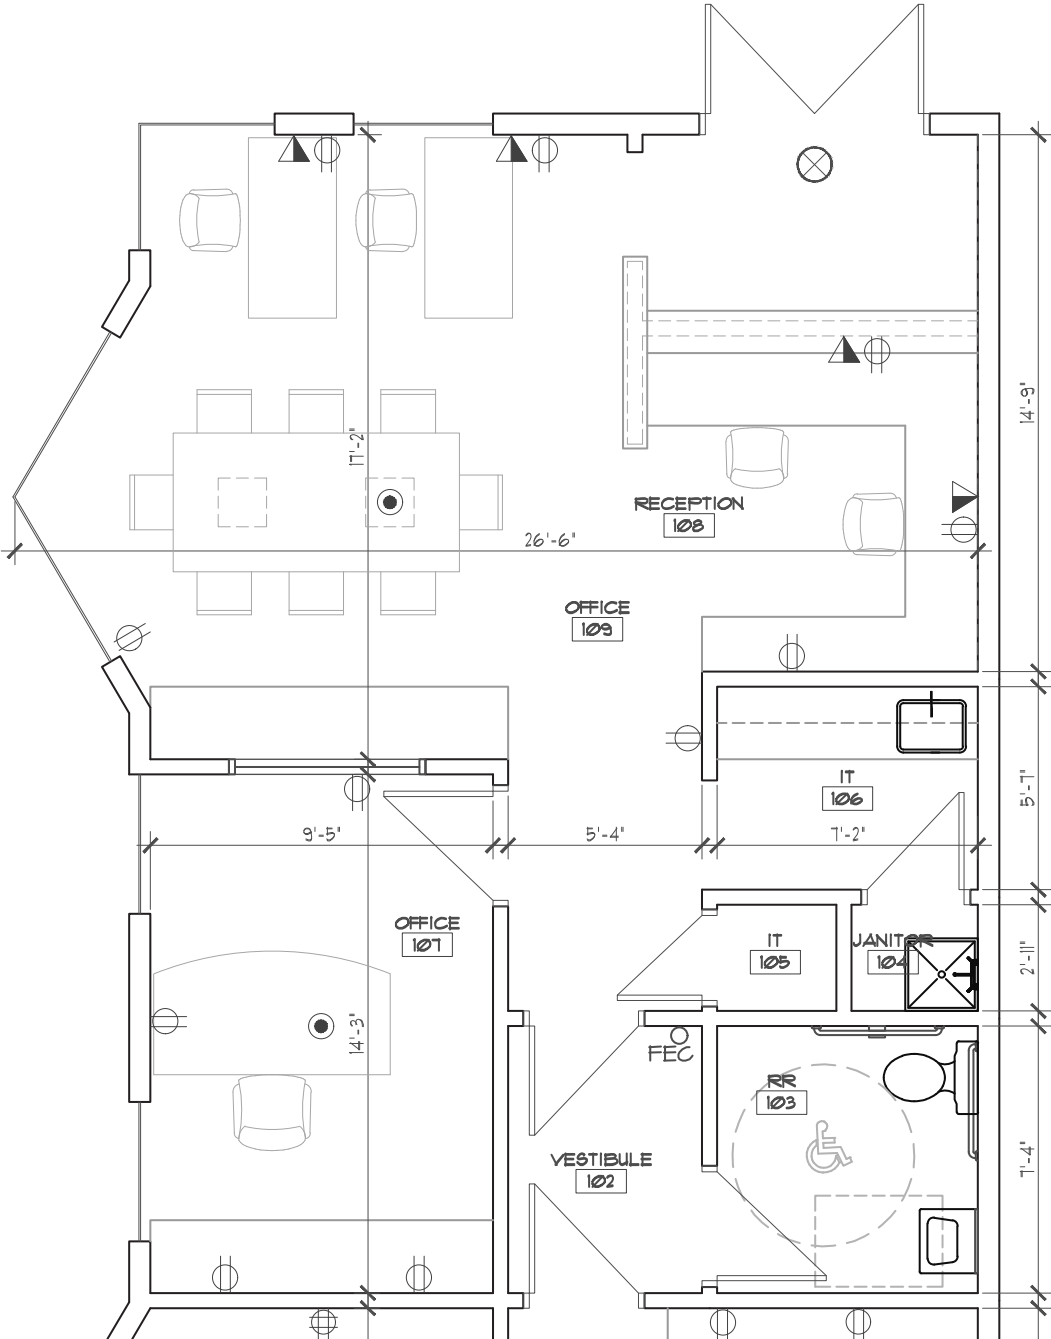 17'-2"
14'-9"
RECEPTION
108
26'-6"
OFFICE
109
IT
106
5'-7"
9'-5"
5'-4"
7'-2"
OFFICE
107
IT
105
JANITOR
104
2'-11"
14'-3"
FEC
RR
103
VESTIBULE
102
7'-4"